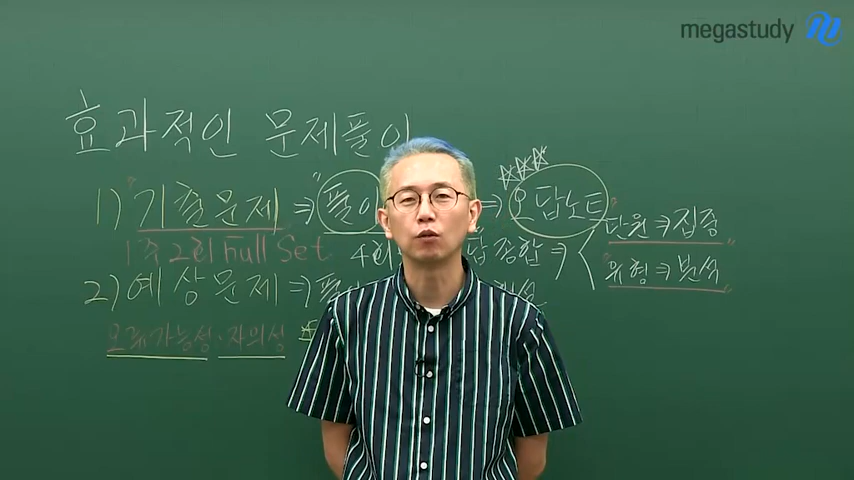 megastudy
효과적인 문제풀이
1) "기출문제 ⇒ "풀이 ⇒ 오답노트"
단원 ⇒ 집중"
1주 2회 Full Set 4회 답 종합 ⇒
유형 ⇒ 분석"
2) 예상문제 ⇒
오류가능성·자의성